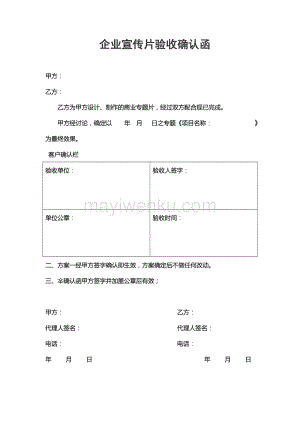 企业宣传片验收确认函
甲方：
乙方：
乙方为甲方设计、制作的商业专题片，经过双方配合现已完成。
甲方经讨论，确定以 年 月 日之专题《项目名称： 》
为最终效果。
客户确认栏
验收单位： 验收人签字：
mayiwenku.com
单位公章： 验收时间：
二、方案一经甲方签字确认即生效，方案确定后不做任何改动。
三、本确认函甲方签字并加盖公章后有效；
甲方： 乙方：
代理人签名： 代理人签名：
电话： 电话：
年 月 日 年 月 日